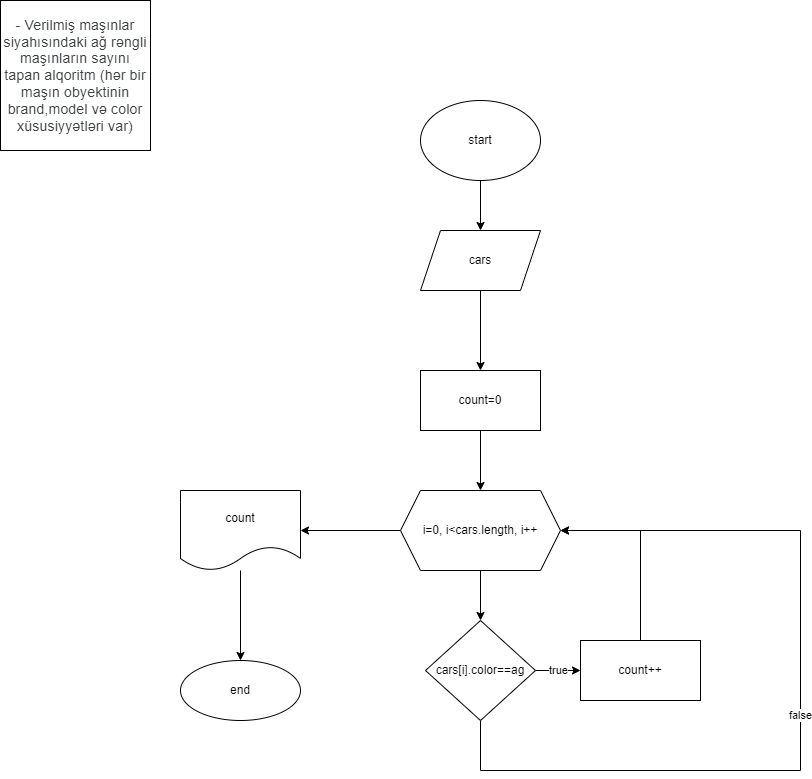 - Verilmiş maşınlar
siyahısındaki ağ rəngli
maşınların sayını
tapan alqoritm (hər bir
maşın obyektinin
brand,model və color
xüsusiyyətləri var)
start
cars
count=0
i=0, i<cars.length, i++
count
cars[i].color==ag
true
count++
end
false